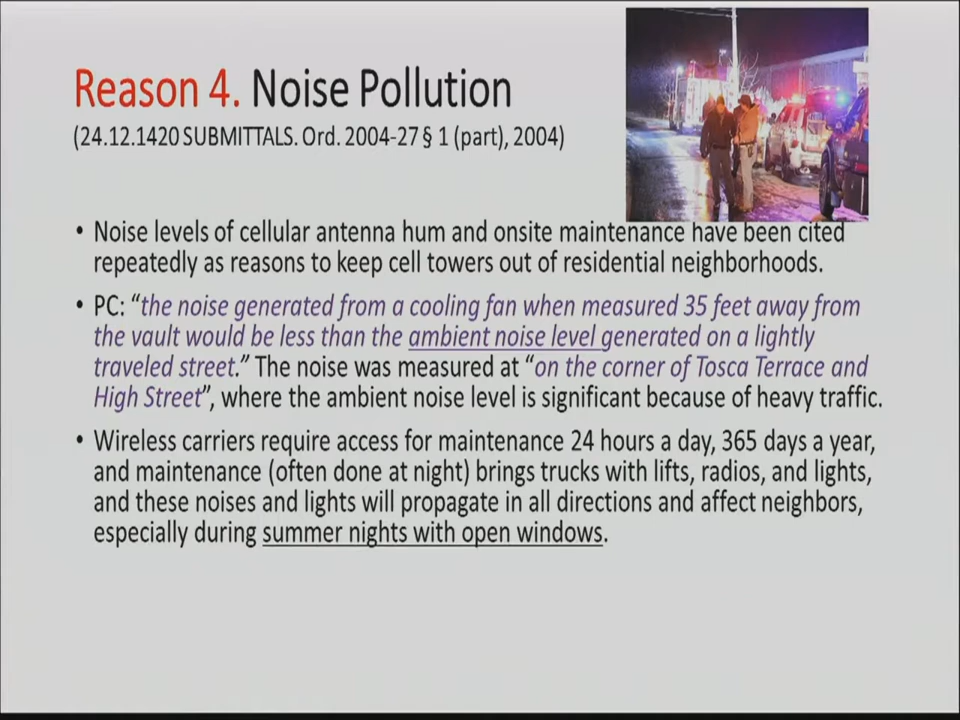 Reason 4. Noise Pollution
(24.12.1420 SUBMITTALS. Ord. 2004-27 § 1 (part), 2004)
• Noise levels of cellular antenna hum and onsite maintenance have been cited
repeatedly as reasons to keep cell towers out of residential neighborhoods.
• PC: “the noise generated from a cooling fan when measured 35 feet away from
the vault would be less than the ambient noise level generated on a lightly
traveled street.” The noise was measured at “on the corner of Tosca Terrace and
High Street”, where the ambient noise level is significant because of heavy traffic.
• Wireless carriers require access for maintenance 24 hours a day, 365 days a year,
and maintenance (often done at night) brings trucks with lifts, radios, and lights,
and these noises and lights will propagate in all directions and affect neighbors,
especially during summer nights with open windows.